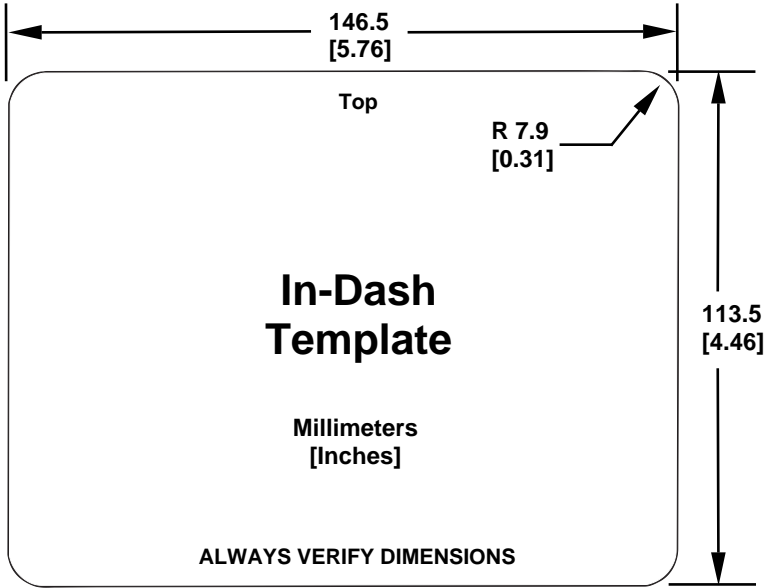 146.5
[5.76]
Top
R 7.9
[0.31]
In-Dash
Template
113.5
[4.46]
Millimeters
[Inches]
ALWAYS VERIFY DIMENSIONS